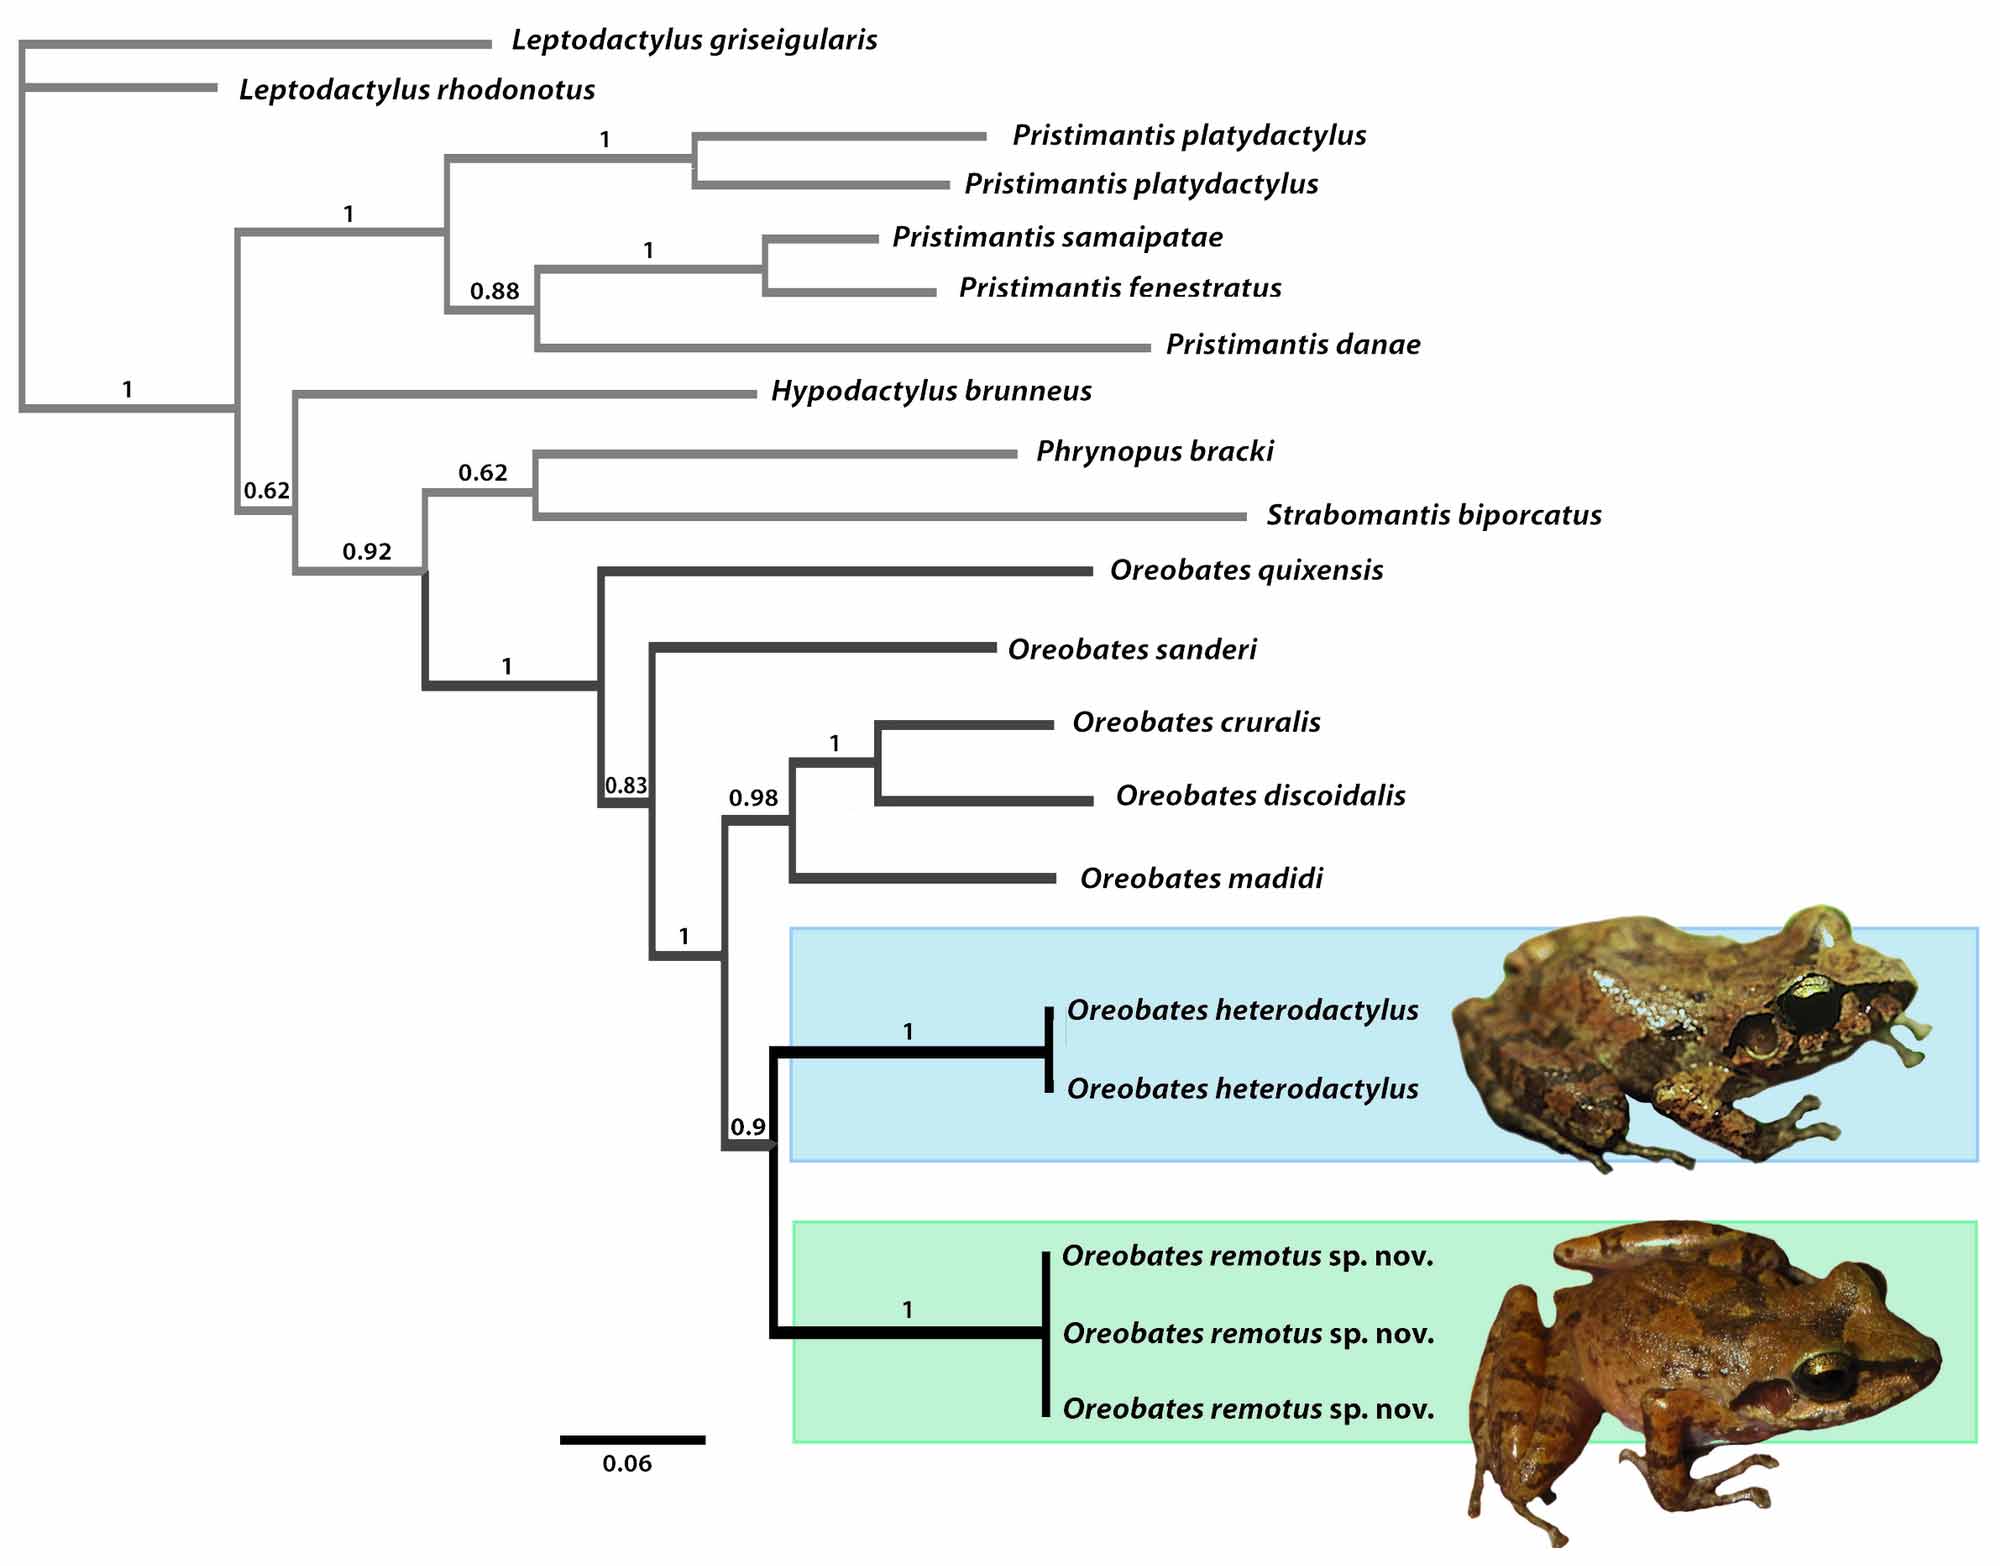 Leptodactylus griseigularis
Leptodactylus rhodonotus
1
Pristimantis platydactylus
Pristimantis platydactylus
1
Pristimantis samaipatae
1
Pristimantis fenestratus
0.88
Pristimantis danae
1
Hypodactylus brunneus
Phrynopus bracki
0.62
0.62
Strabomantis biporcatus
0.92
Oreobates quixensis
Oreobates sanderi
1
Oreobates cruralis
1
0.83
0.98
Oreobates discoidalis
Oreobates madidi
1
Oreobates heterodactylus
1
Oreobates heterodactylus
0.9
Oreobates remotus sp. nov.
1
Oreobates remotus sp. nov.
Oreobates remotus sp. nov.
0.06